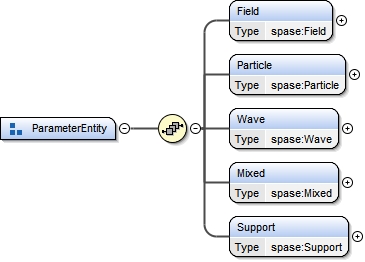 Field
Type spase:Field
Particle
Type spase:Particle
ParameterEntity
Wave
Type spase:Wave
Mixed
Type spase:Mixed
Support
Type spase:Support